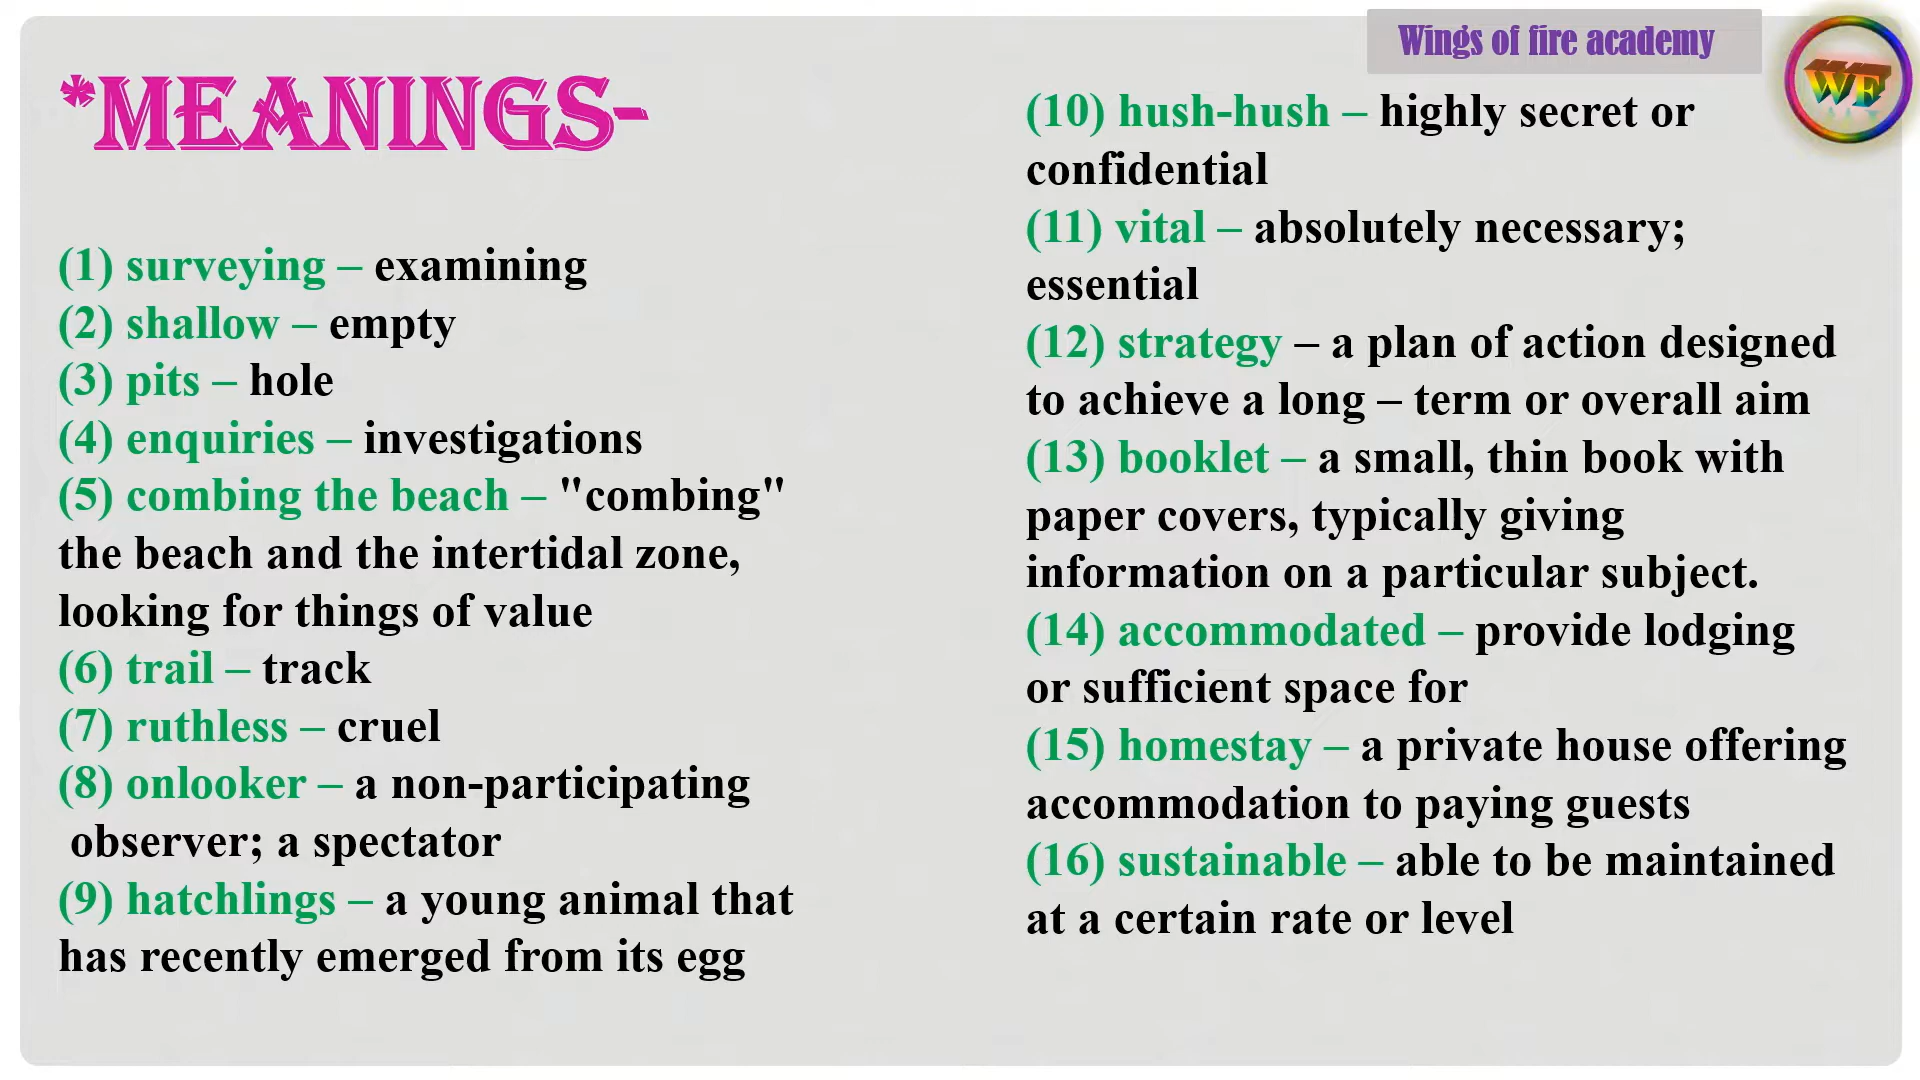 Wings of fire academy
WF
*MEANINGS-
(1) surveying – examining
(2) shallow – empty
(3) pits – hole
(4) enquiries – investigations
(5) combing the beach – "combing"
the beach and the intertidal zone,
looking for things of value
(6) trail – track
(7) ruthless – cruel
(8) onlooker – a non-participating
observer; a spectator
(9) hatchlings – a young animal that
has recently emerged from its egg
(10) hush-hush – highly secret or
confidential
(11) vital – absolutely necessary;
essential
(12) strategy – a plan of action designed
to achieve a long – term or overall aim
(13) booklet – a small, thin book with
paper covers, typically giving
information on a particular subject.
(14) accommodated – provide lodging
or sufficient space for
(15) homestay – a private house offering
accommodation to paying guests
(16) sustainable – able to be maintained
at a certain rate or level